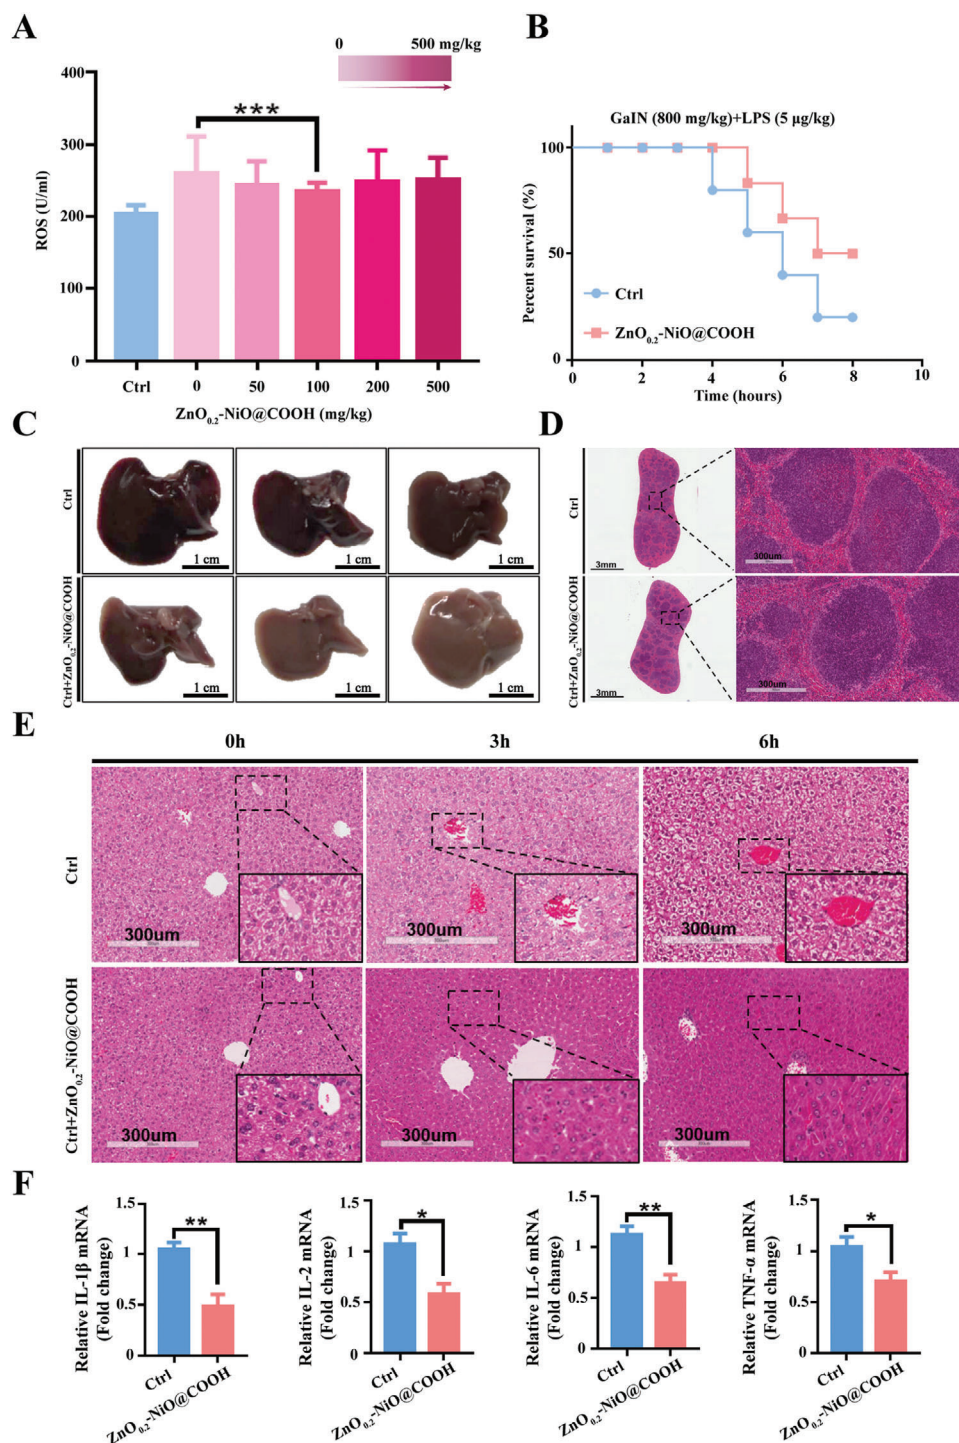 A
0 500 mg/kg
400
300
200
100
0
ROS (U/ml)
***
Ctrl 0 50 100 200 500
ZnO0.2-NiO@COOH (mg/kg)
B
GaIN (800 mg/kg)+LPS (5 µg/kg)
100
50
0
Percent survival (%)
Ctrl
ZnO0.2-NiO@COOH
0 2 4 6 8 10
Time (hours)
C
Ctrl
1 cm 1 cm 1 cm
Ctrl+ZnO0.2-NiO@COOH
1 cm 1 cm 1 cm
D
Ctrl
3mm 300um
Ctrl+ZnO0.2-NiO@COOH
3mm 300um
E
0h 3h 6h
Ctrl
300um 300um 300um
Ctrl+ZnO0.2-NiO@COOH
300um 300um 300um
F
Relative IL-1β mRNA
(Fold change)
1.5
1
0.5
0
**
Ctrl
ZnO0.2-NiO@COOH
Relative IL-2 mRNA
(Fold change)
1.5
1
0.5
0
*
Ctrl
ZnO0.2-NiO@COOH
Relative IL-6 mRNA
(Fold change)
1.5
1
0.5
0
**
Ctrl
ZnO0.2-NiO@COOH
Relative TNF-α mRNA
(Fold change)
1.5
1
0.5
0
*
Ctrl
ZnO0.2-NiO@COOH